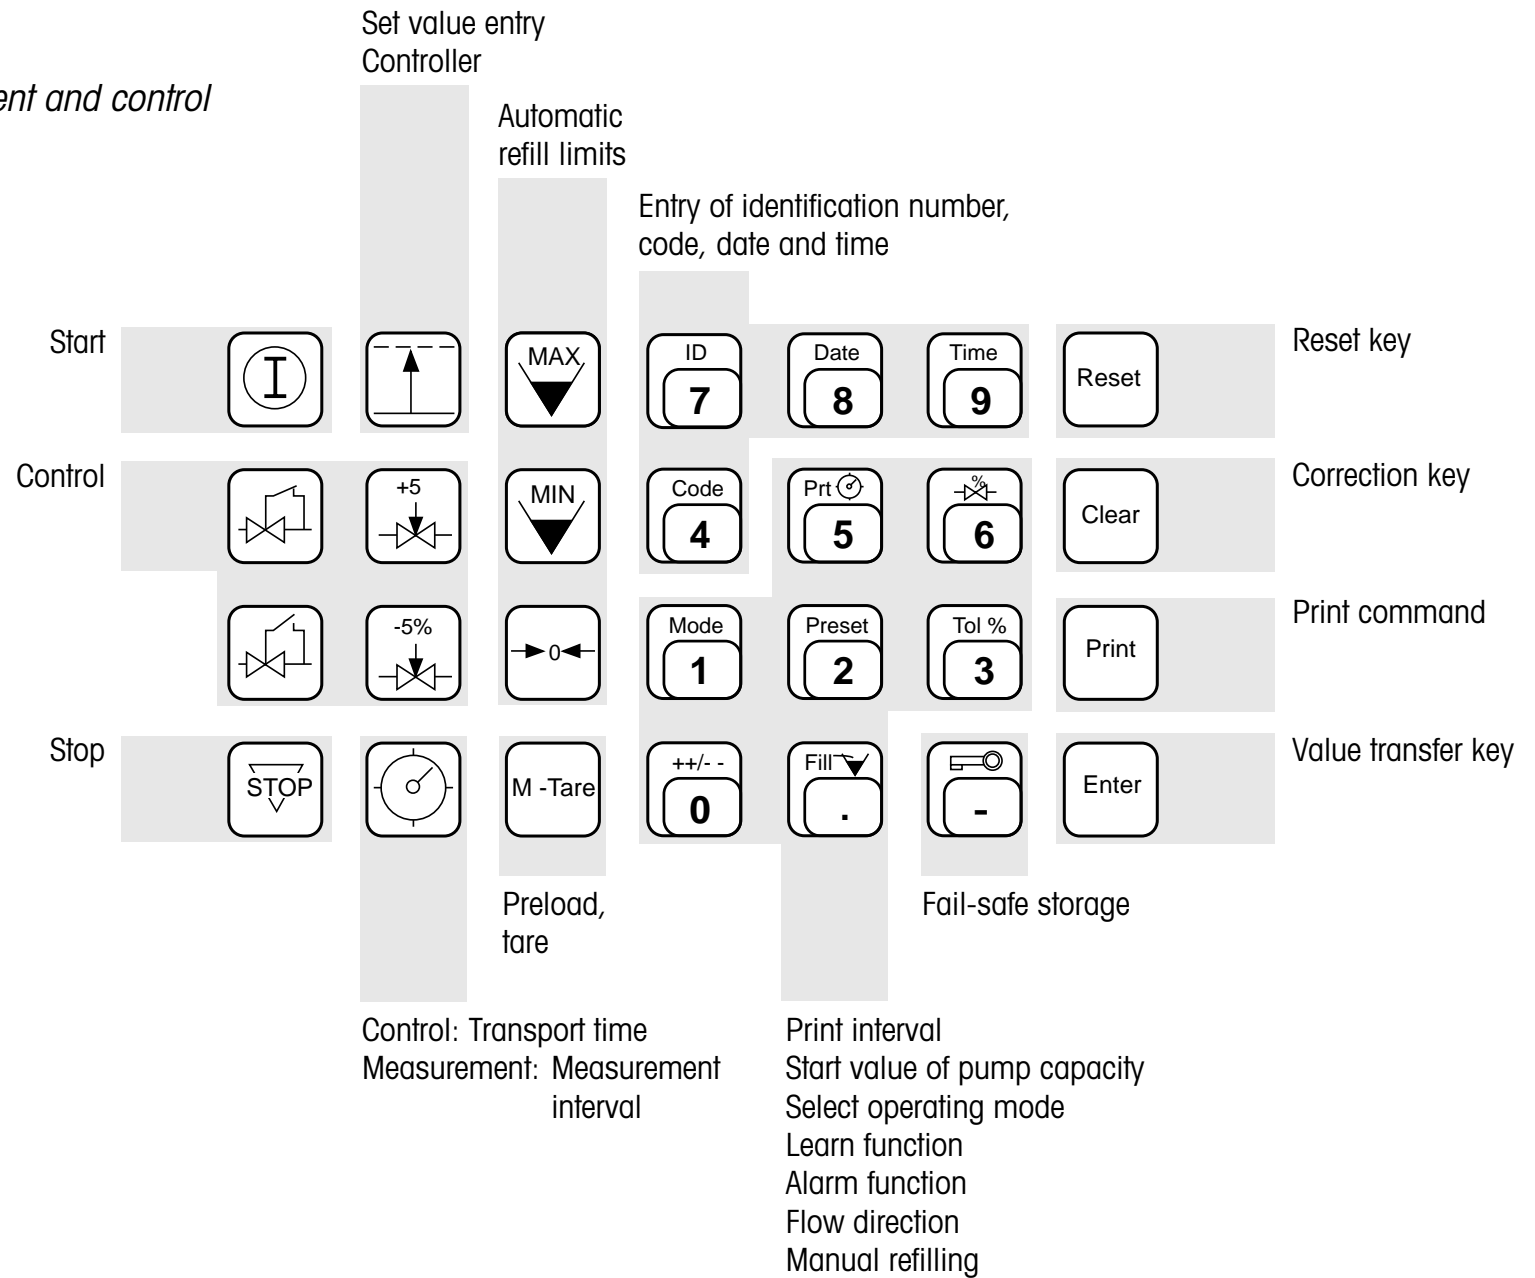 Set value entry
Controller
ent and control
Automatic
refill limits
Entry of identification number,
code, date and time
Start
I
MAX
ID
7
Date
8
Time
9
Reset
Reset key
Control
+5
MIN
Code
4
Prt
5
%
6
Clear
Correction key
-5%
0
Mode
1
Preset
2
Tol %
3
Print
Print command
Stop
STOP
M -Tare
++/- -
0
Fill
.
-
Enter
Value transfer key
Preload,
tare
Fail-safe storage
Control: Transport time
Measurement: Measurement
interval
Print interval
Start value of pump capacity
Select operating mode
Learn function
Alarm function
Flow direction
Manual refilling